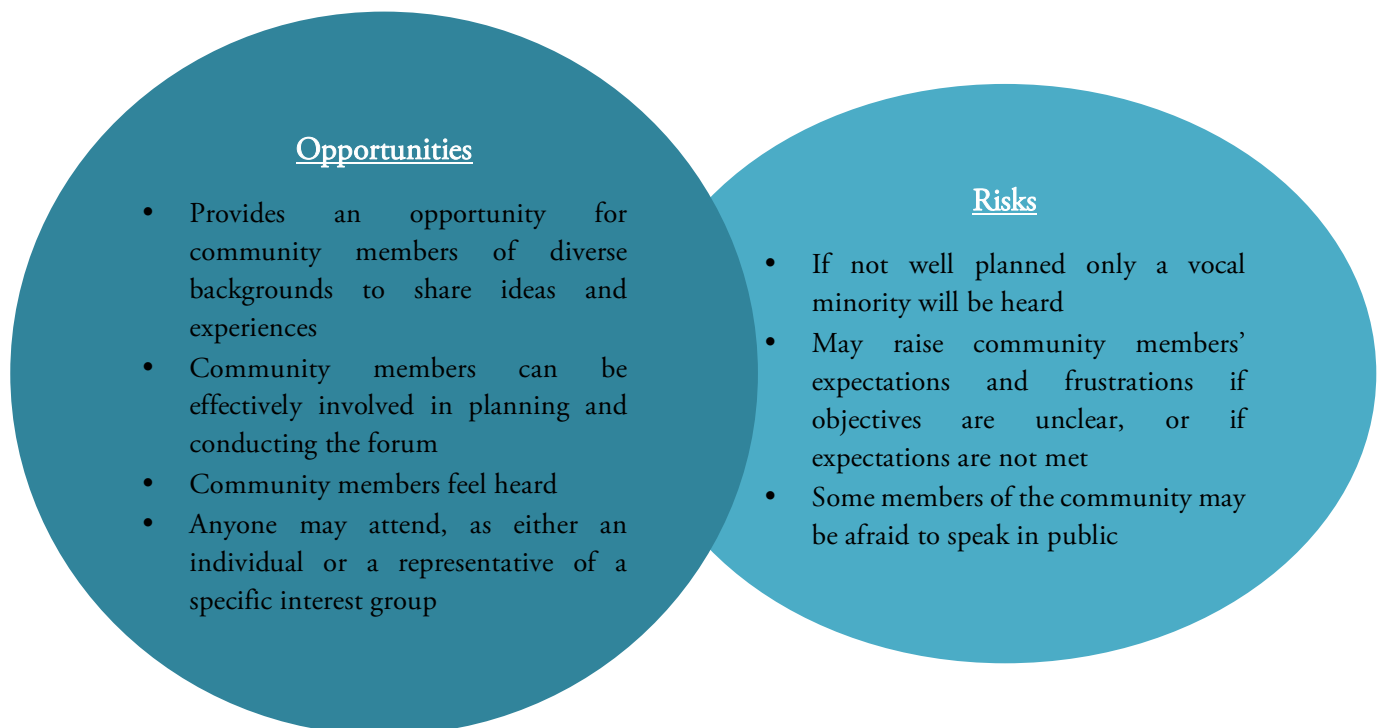 Opportunities
• Provides an opportunity for
community members of diverse
backgrounds to share ideas and
experiences
• Community members can be
effectively involved in planning and
conducting the forum
• Community members feel heard
• Anyone may attend, as either an
individual or a representative of a
specific interest group
Risks
• If not well planned only a vocal
minority will be heard
• May raise community members’
expectations and frustrations if
objectives are unclear, or if
expectations are not met
• Some members of the community may
be afraid to speak in public